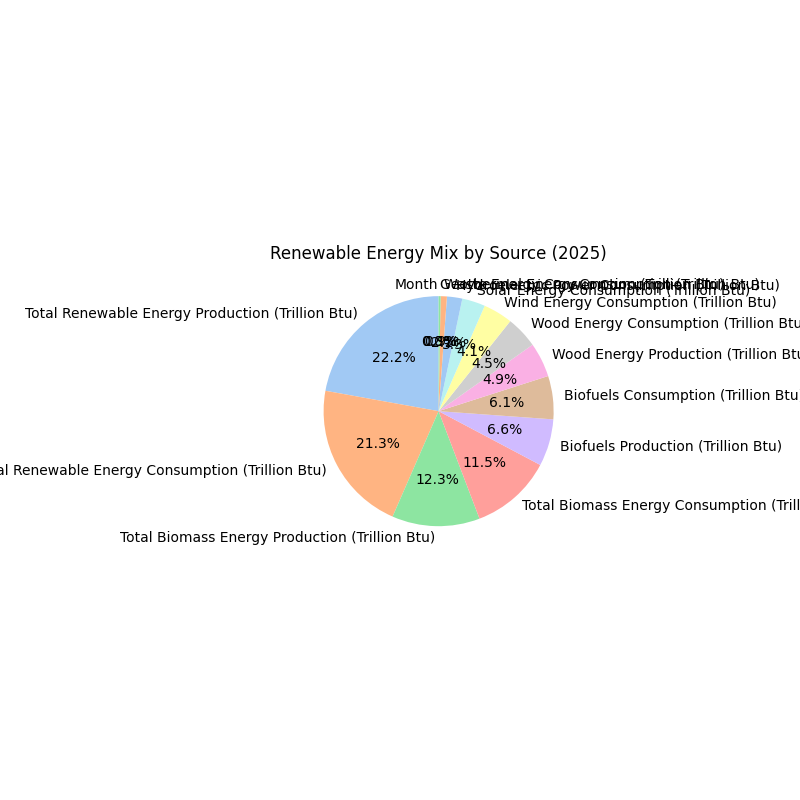 Renewable Energy Mix by Source (2025)
Month
Solar Energy Consumption (Trillion Btu)
Wind Energy Consumption (Trillion Btu)
Total Renewable Energy Production (Trillion Btu)
Wood Energy Consumption (Trillion Btu
22.2%
4.1%
Wood Energy Production (Trillion Btu
4.5%
4.9%
Biofuels Consumption (Trillion Btu
6.1%
6.6%
21.3%
Biofuels Production (Trillion Btu)
11.5%
al Renewable Energy Consumption (Trillion Btu)
12.3%
Total Biomass Energy Consumption (Trill
Total Biomass Energy Production (Trillion Btu)